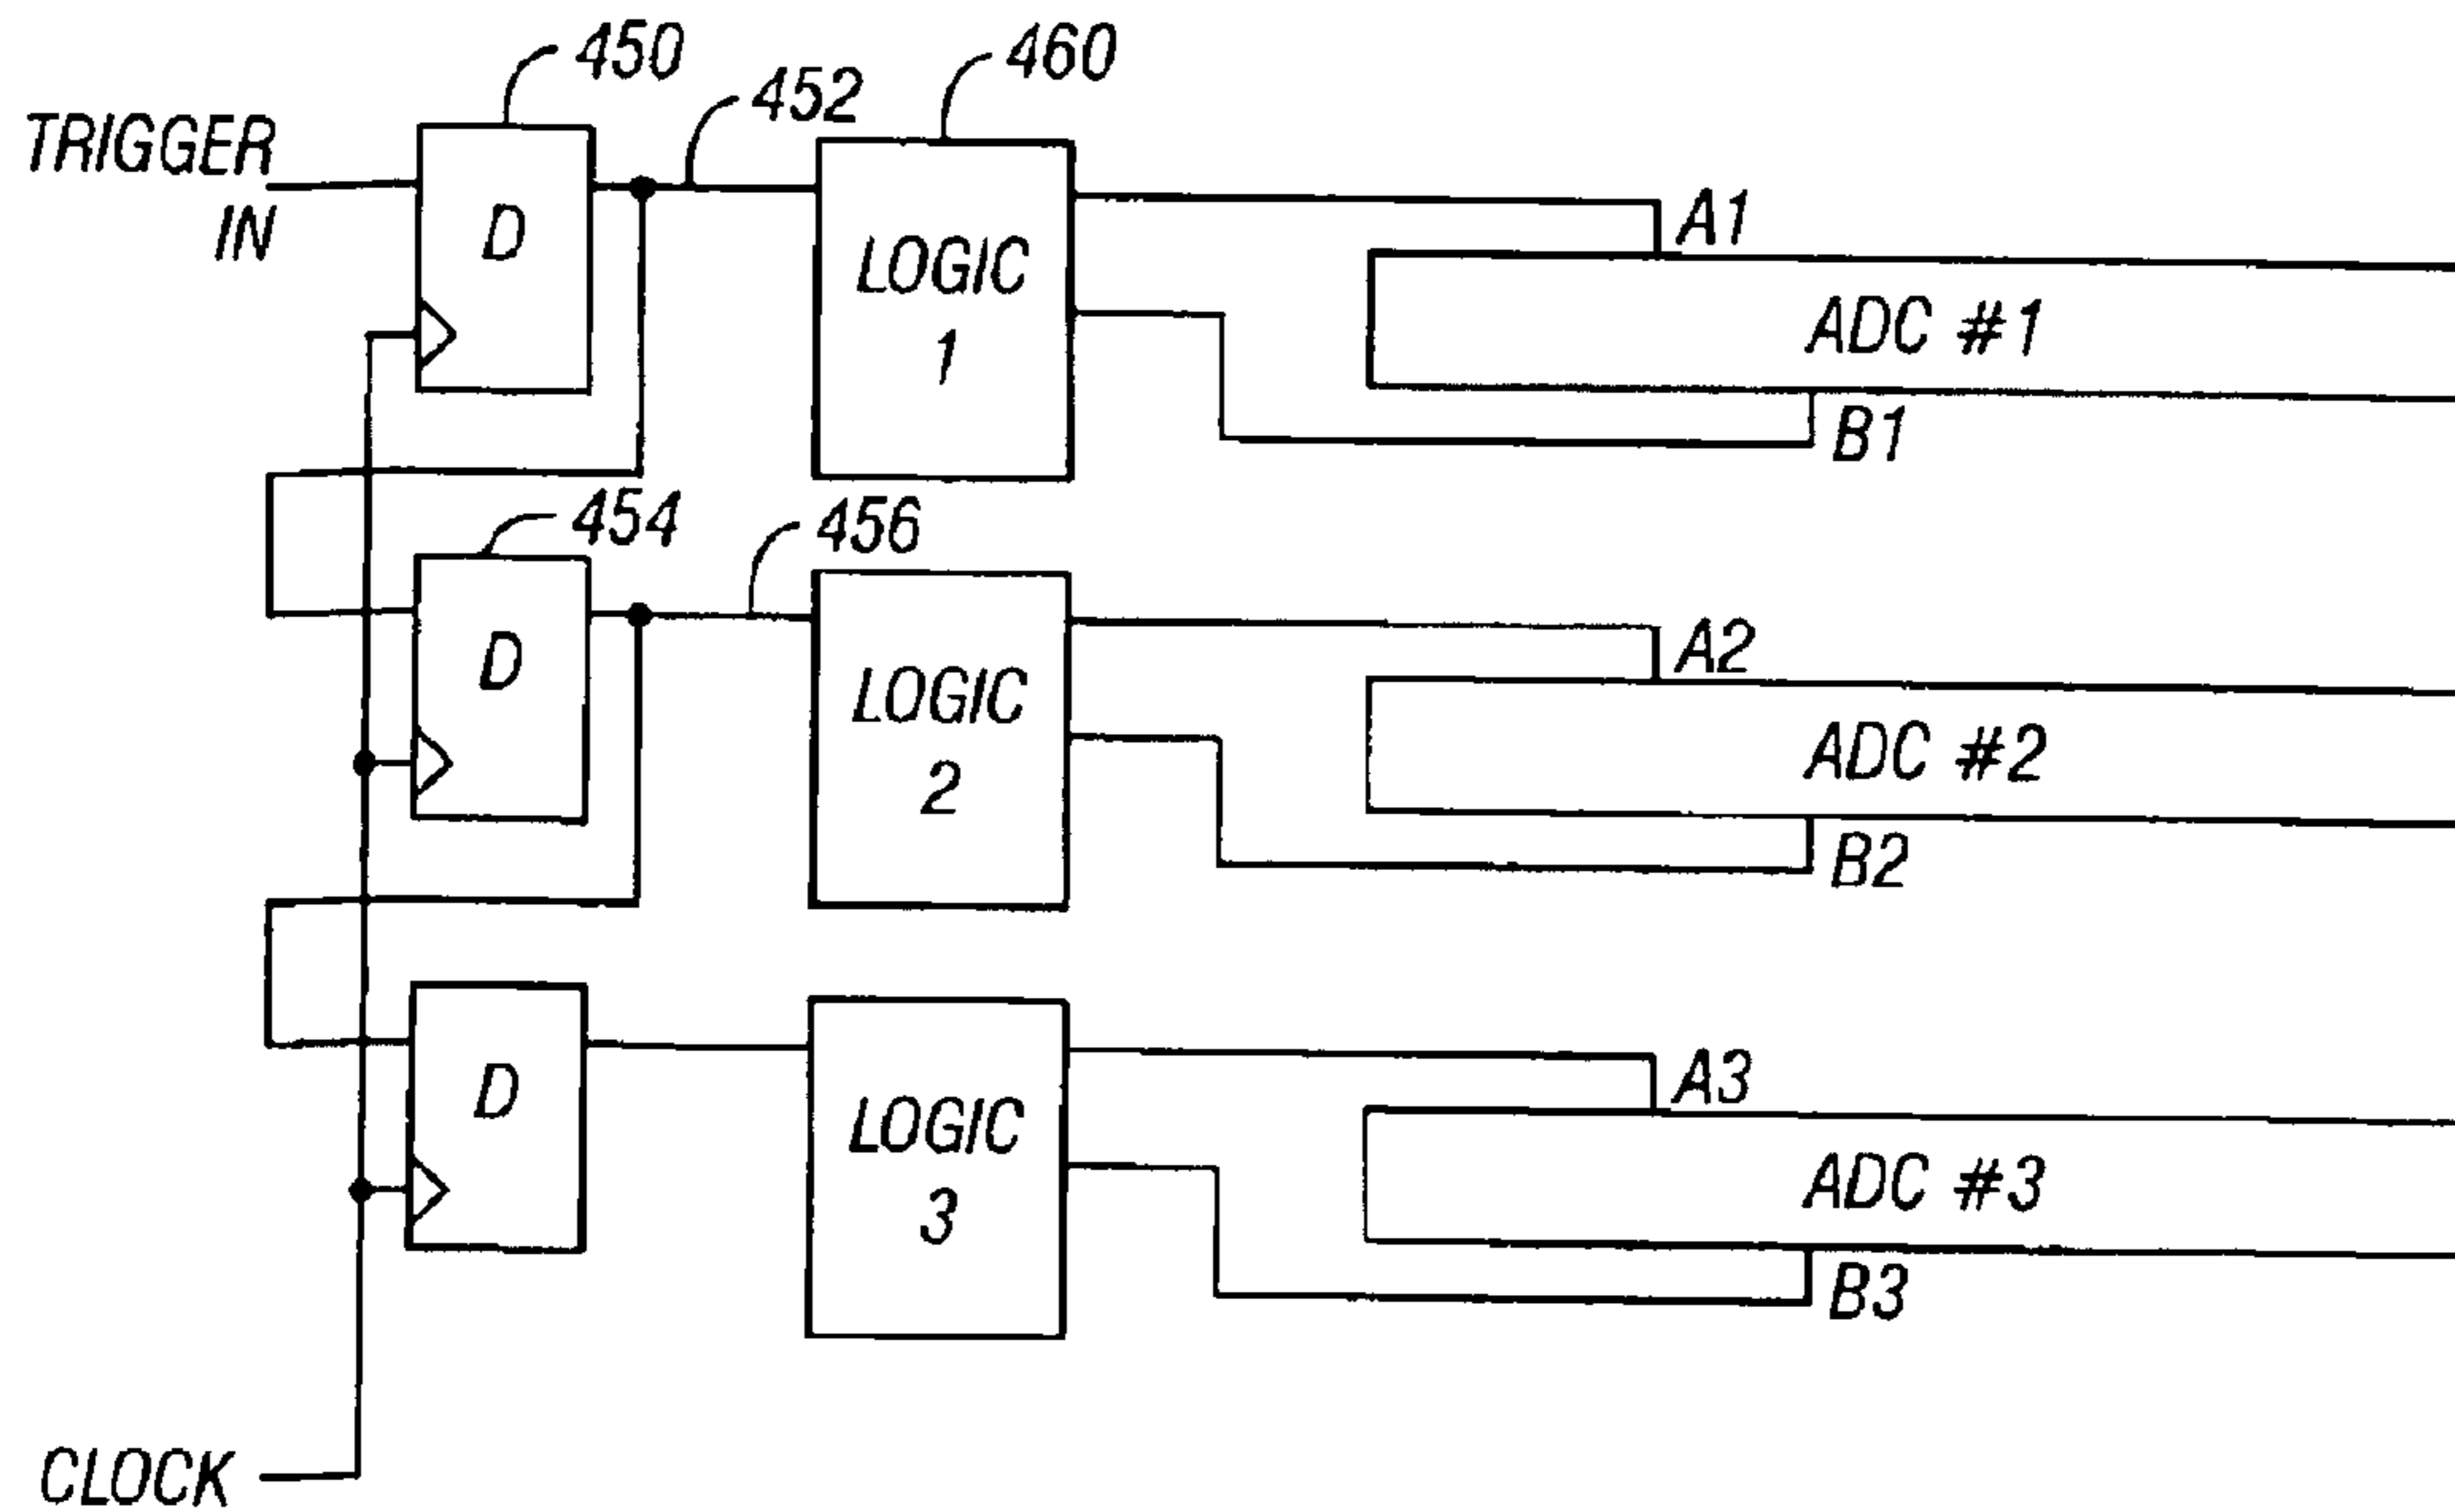 450
460
452
TRIGGER
IN
D
LOGIC
1
A1
ADC #1
B1
454
456
D
LOGIC
2
A2
ADC #2
B2
D
LOGIC
3
A3
ADC #3
B3
CLOCK